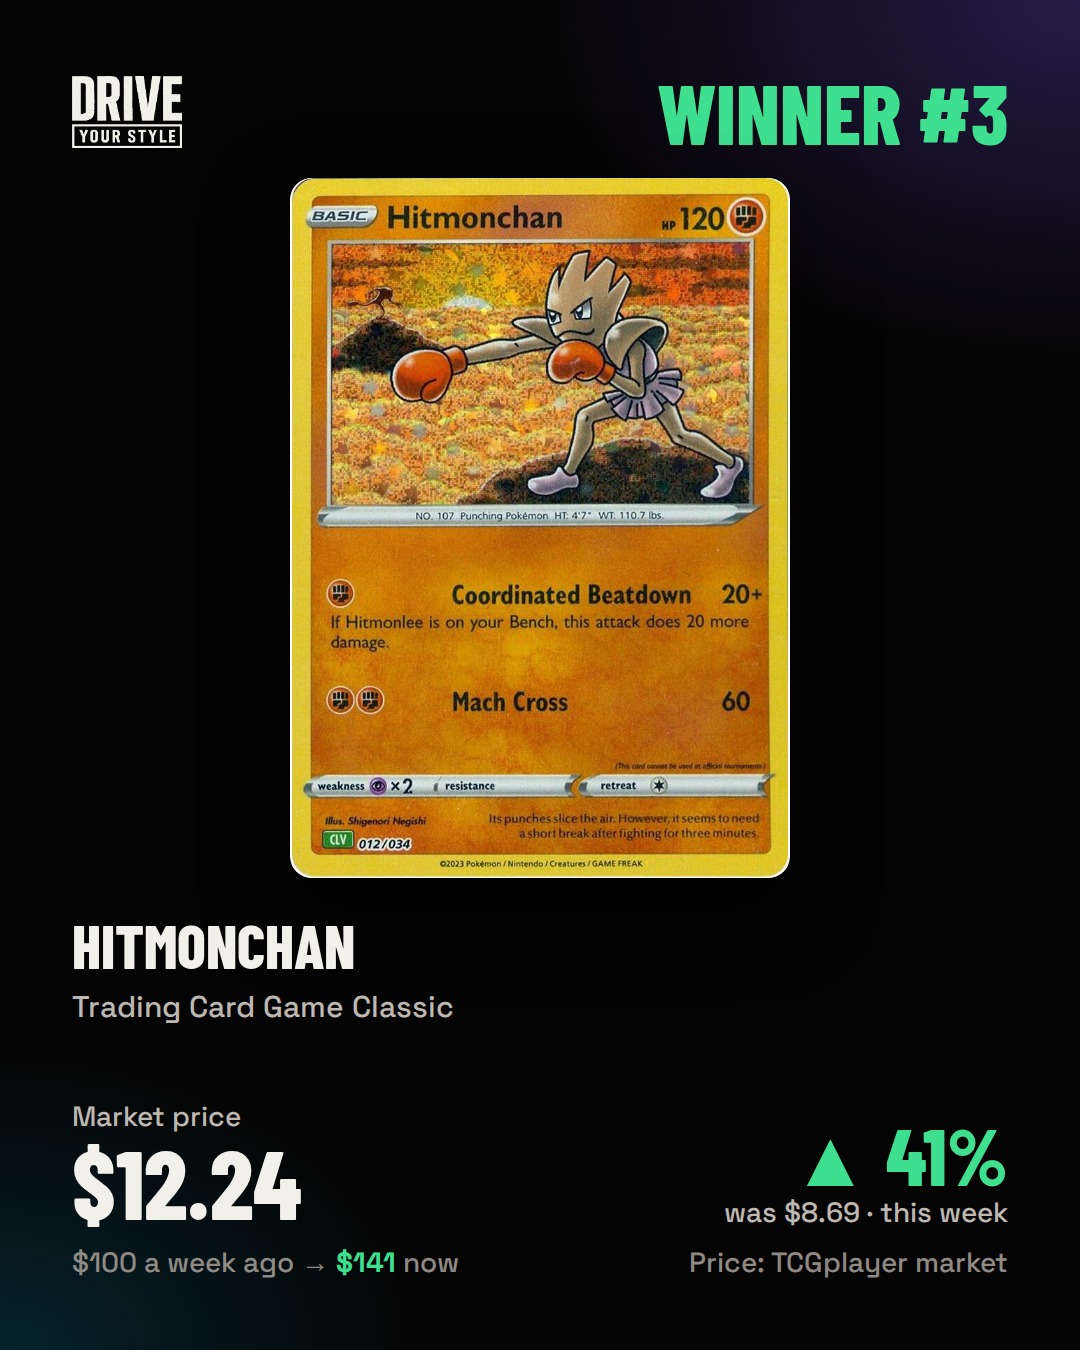 DRIVE
YOUR STYLE
WINNER #3
BASIC Hitmonchan HP 120
NO. 107 Punching Pokémon HT: 4'7" WT: 110.7 lbs.
Coordinated Beatdown 20+
If Hitmonlee is on your Bench, this attack does 20 more
damage.
Mach Cross 60
(This card cannot be used at official tournaments.)
weakness ×2 resistance retreat
Illus. Shigenori Negishi
Its punches slice the air. However, it seems to need
a short break after fighting for three minutes.
CLV 012/034
©2023 Pokémon / Nintendo / Creatures / GAME FREAK
HITMONCHAN
Trading Card Game Classic
Market price
$12.24
▲ 41%
was $8.69 · this week
$100 a week ago → $141 now
Price: TCGplayer market